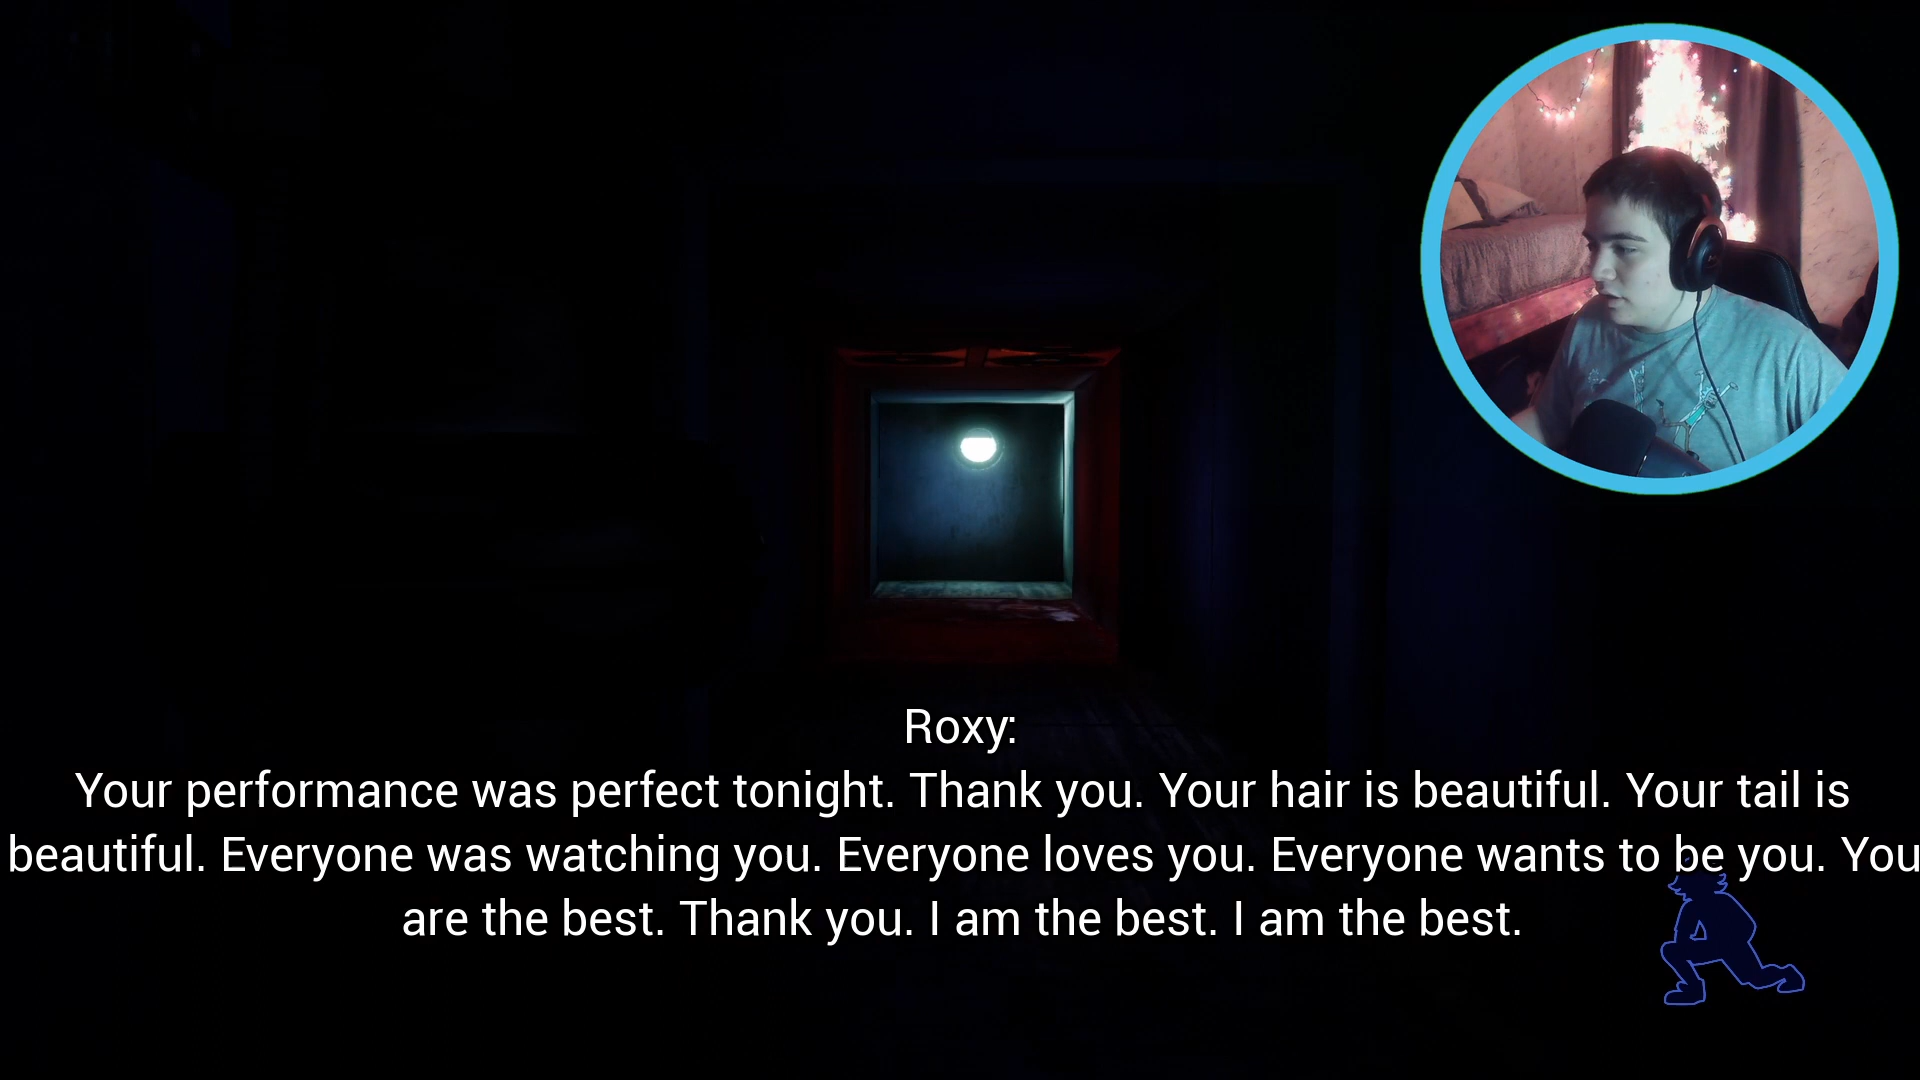 Roxy:
Your performance was perfect tonight. Thank you. Your hair is beautiful. Your tail is
beautiful. Everyone was watching you. Everyone loves you. Everyone wants to be you. You
are the best. Thank you. I am the best. I am the best.